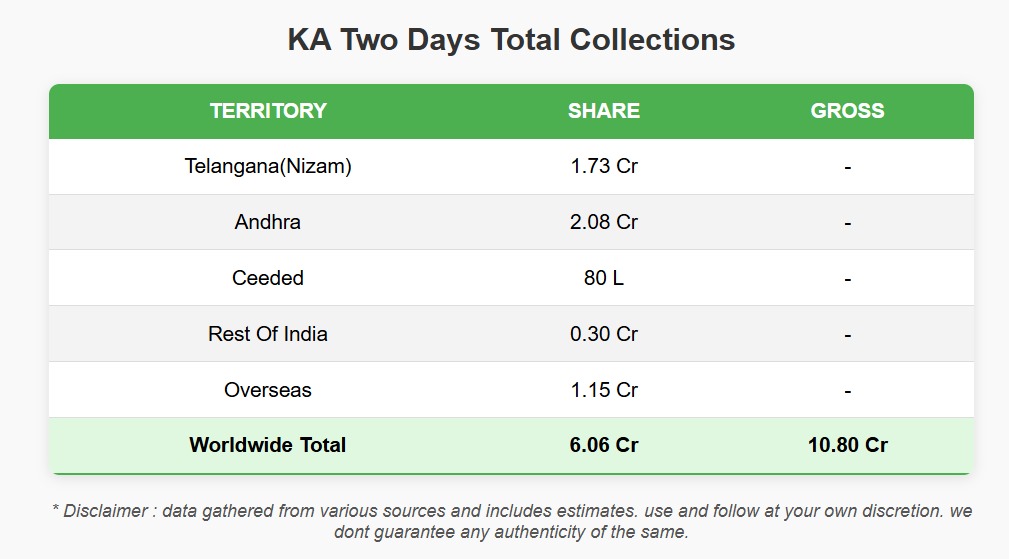 KA Two Days Total Collections
TERRITORY SHARE GROSS
Telangana(Nizam) 1.73 Cr -
Andhra 2.08 Cr -
Ceeded 80 L -
Rest Of India 0.30 Cr -
Overseas 1.15 Cr -
Worldwide Total 6.06 Cr 10.80 Cr
* Disclaimer : data gathered from various sources and includes estimates. use and follow at your own discretion. we
dont guarantee any authenticity of the same.